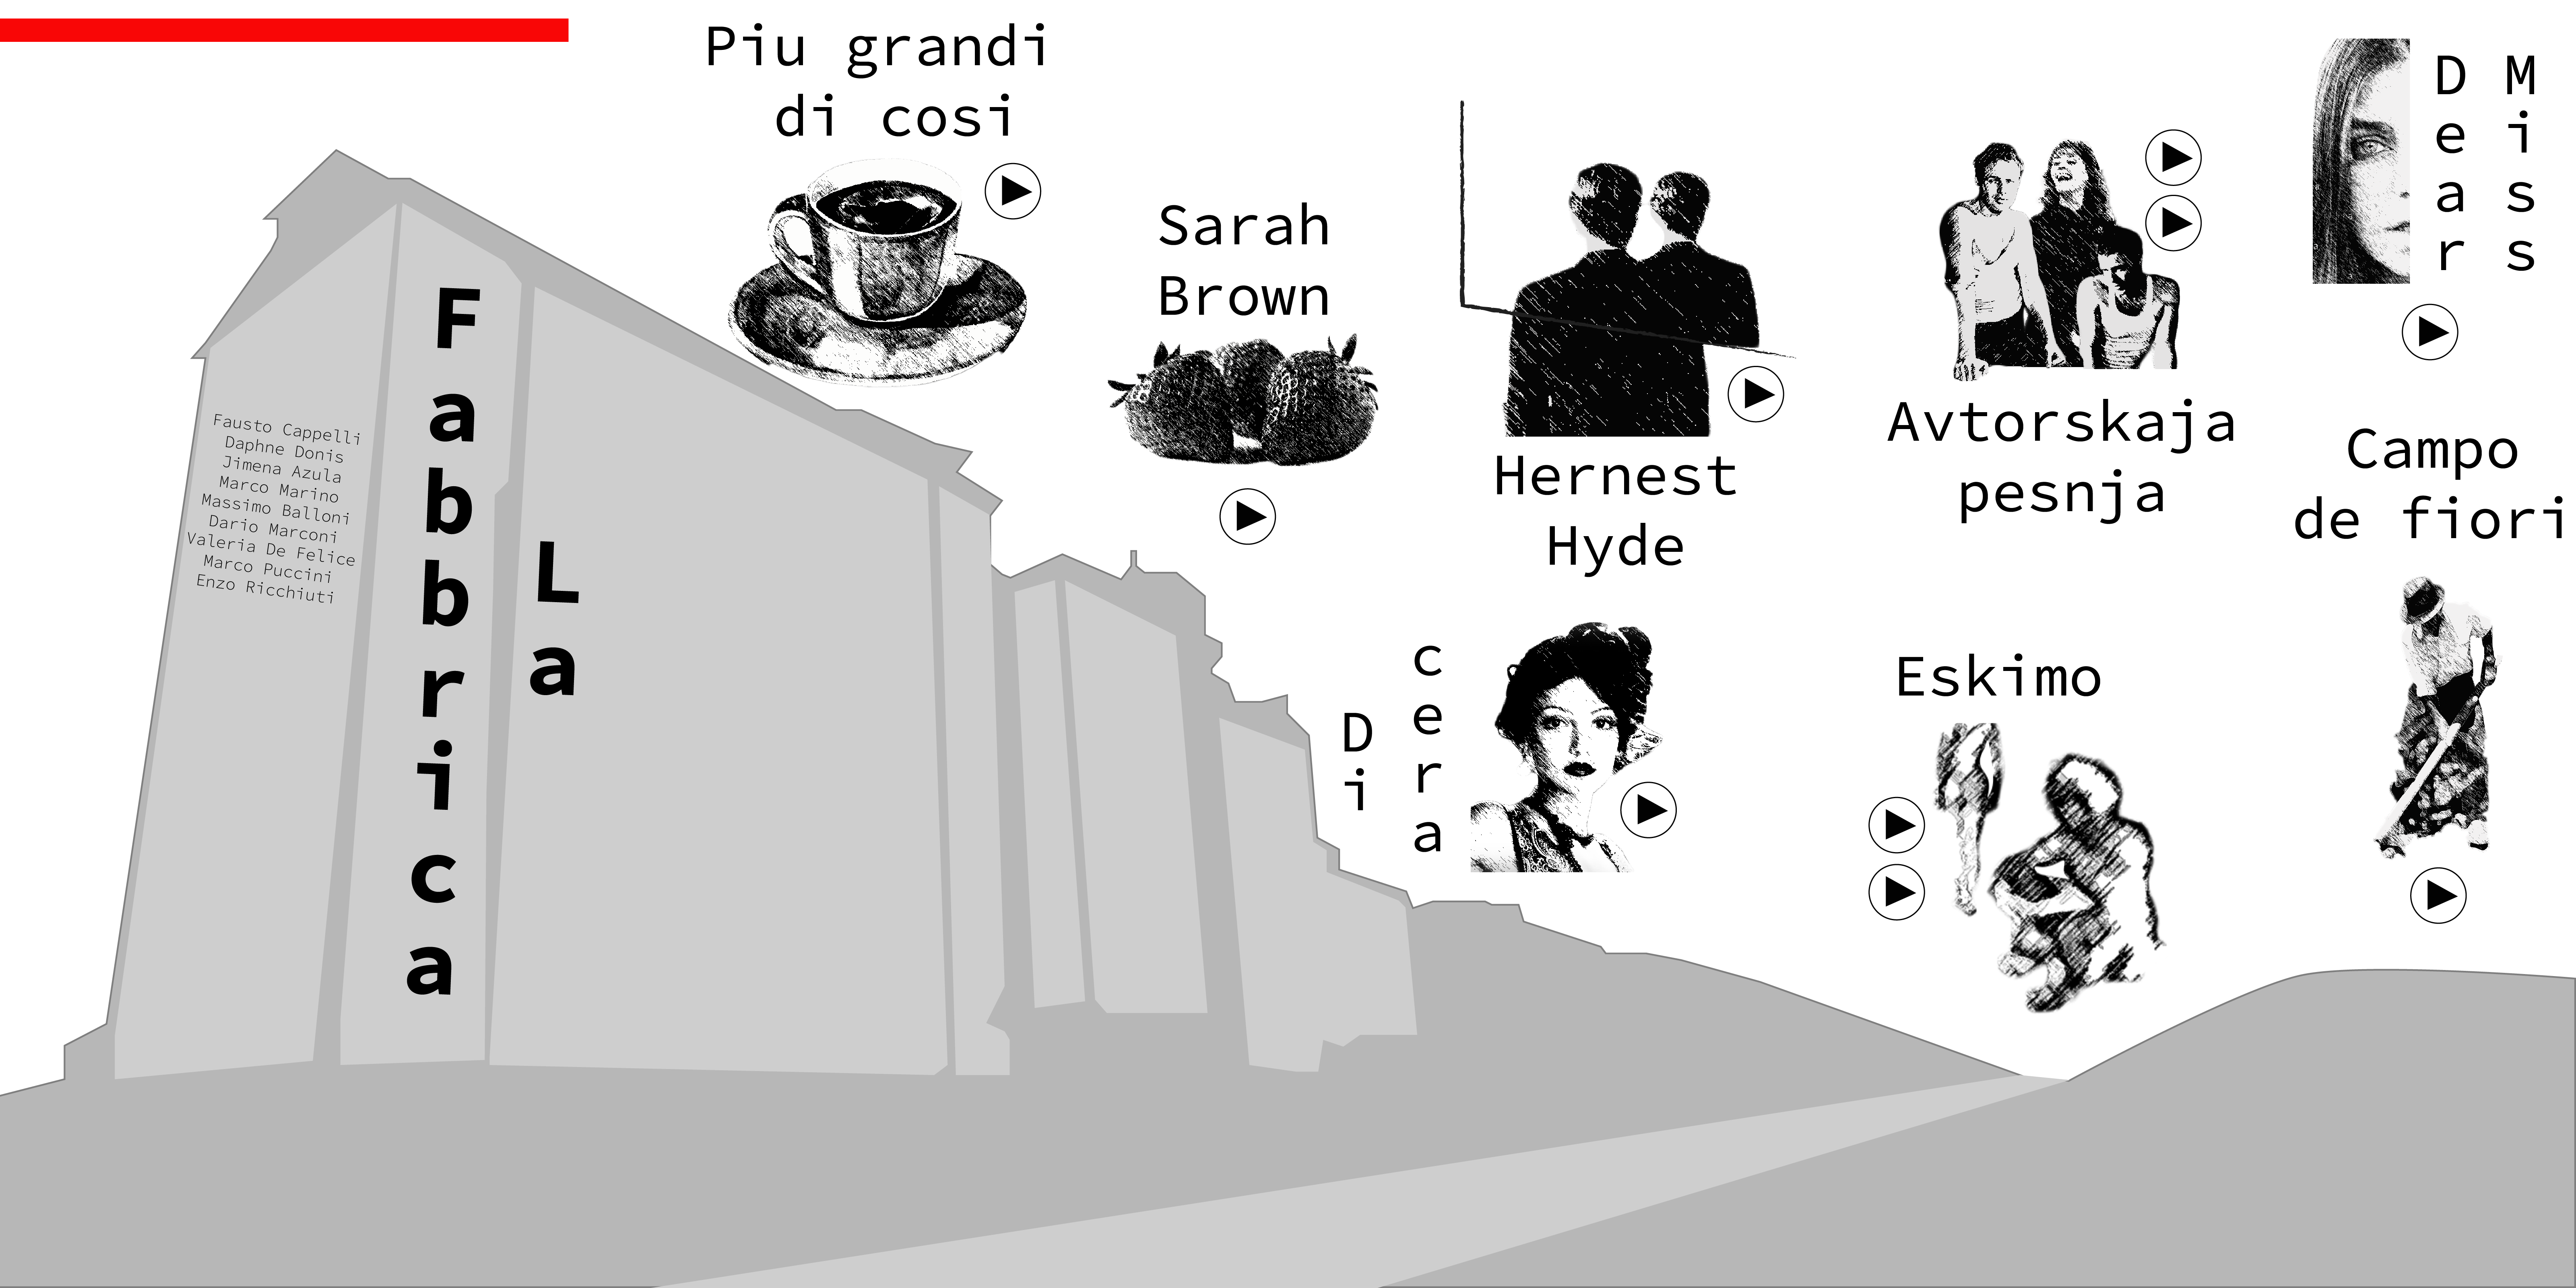 Piu grandi
di cosi
Sarah
Brown
Hernest
Hyde
Avtorskaja
pesnja
Dear
Miss
Campo
de fiori
Di
cera
Eskimo
La
Fabbrica
Fausto Cappelli
Daphne Donis
Jimena Azula
Marco Marino
Massimo Balloni
Dario Marconi
Valeria De Felice
Marco Puccini
Enzo Ricchiuti